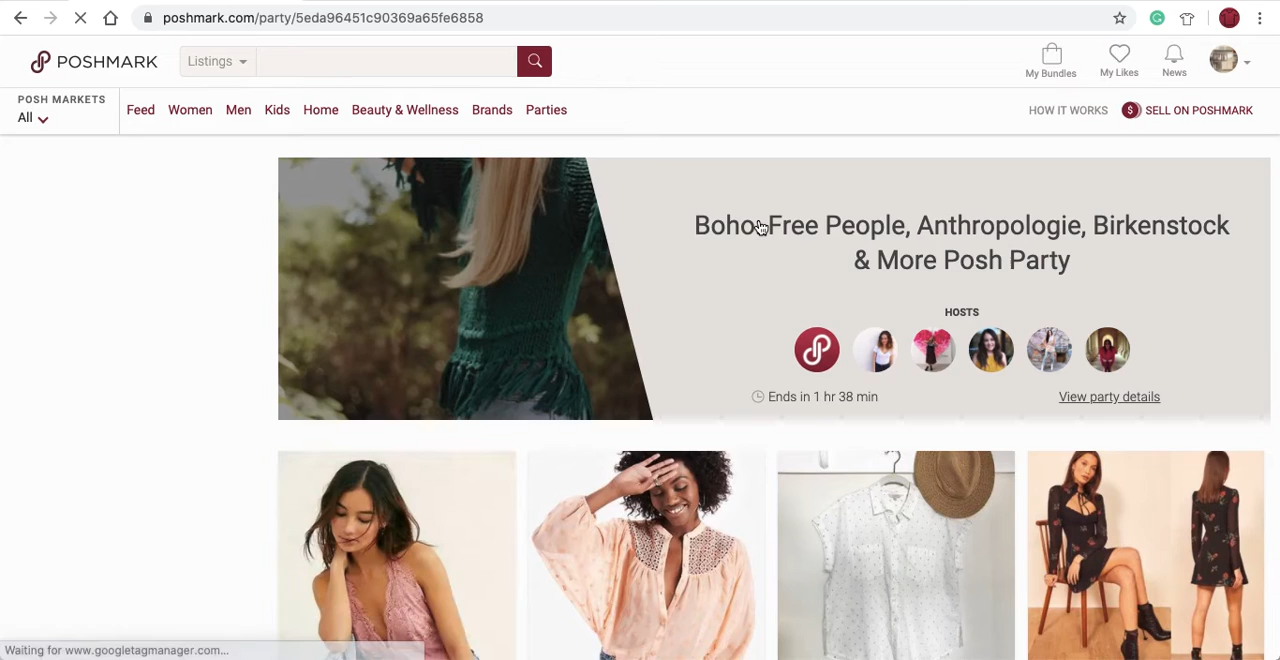 poshmark.com/party/5eda96451c90369a65fe6858
POSHMARK
Listings
My Bundles
My Likes
News
POSH MARKETS
All
Feed Women Men Kids Home Beauty & Wellness Brands Parties
HOW IT WORKS
$ SELL ON POSHMARK
Boho: Free People, Anthropologie, Birkenstock
& More Posh Party
HOSTS
Ends in 1 hr 38 min
View party details
Waiting for www.googletagmanager.com...